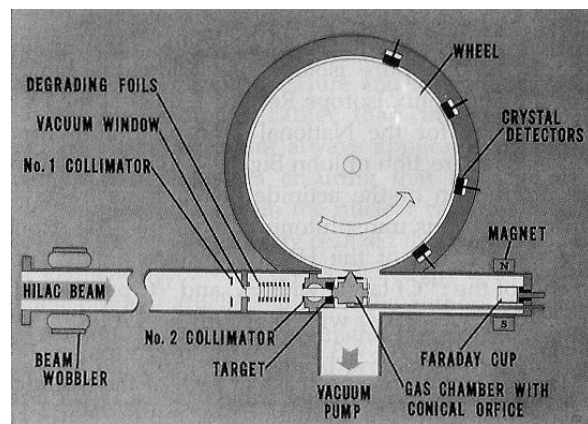 WHEEL
DEGRADING FOILS
VACUUM WINDOW
No. 1 COLLIMATOR
CRYSTAL
DETECTORS
MAGNET
N
HILAC BEAM
S
No. 2 COLLIMATOR
TARGET
BEAM
WOBBLER
VACUUM
PUMP
FARADAY CUP
GAS CHAMBER WITH
CONICAL ORIFICE